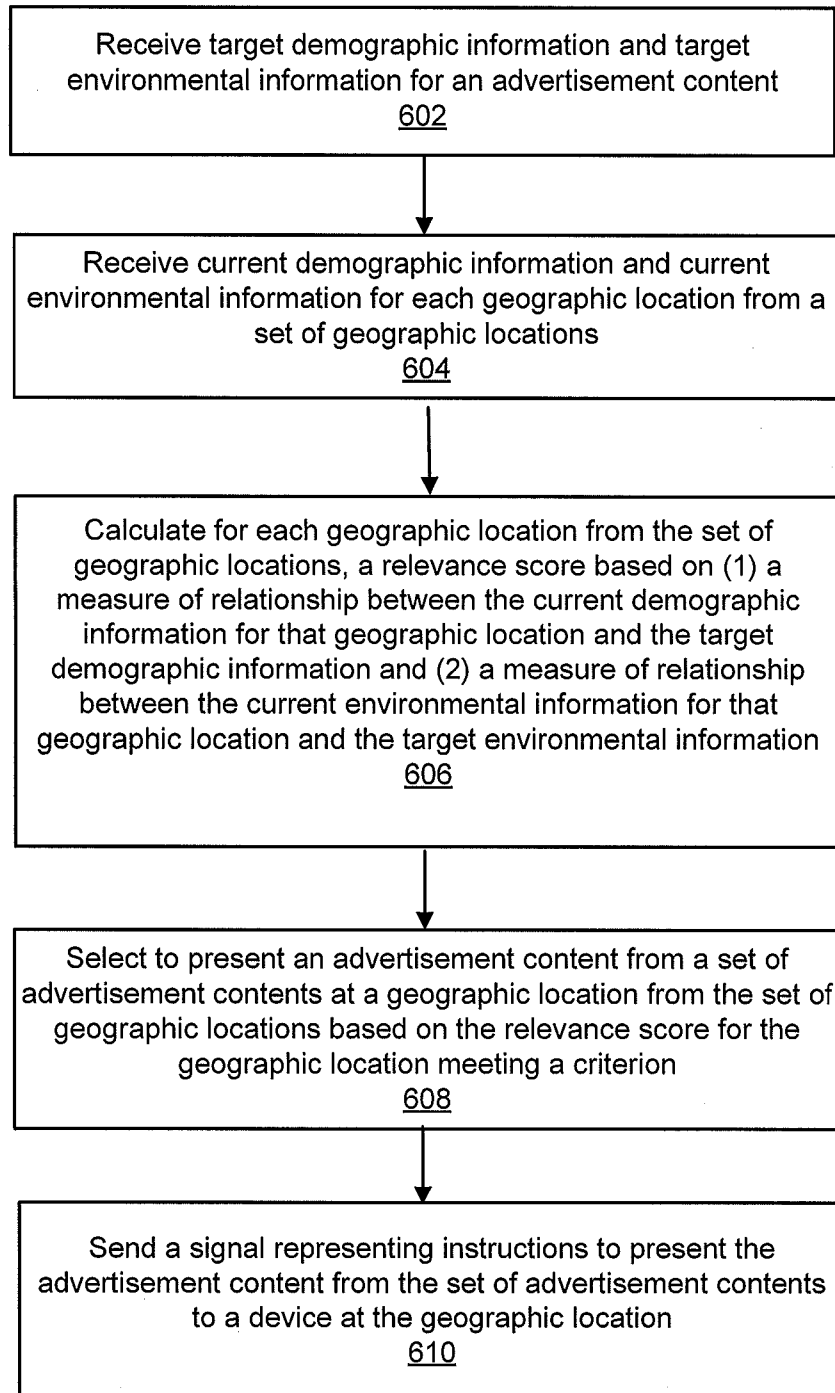 Receive target demographic information and target
environmental information for an advertisement content
602
Receive current demographic information and current
environmental information for each geographic location from a
set of geographic locations
604
Calculate for each geographic location from the set of
geographic locations, a relevance score based on (1) a
measure of relationship between the current demographic
information for that geographic location and the target
demographic information and (2) a measure of relationship
between the current environmental information for that
geographic location and the target environmental information
606
Select to present an advertisement content from a set of
advertisement contents at a geographic location from the set of
geographic locations based on the relevance score for the
geographic location meeting a criterion
608
Send a signal representing instructions to present the
advertisement content from the set of advertisement contents
to a device at the geographic location
610